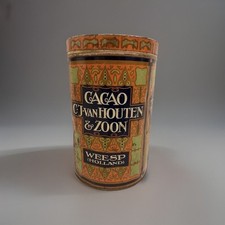 CACAO
C.J. VAN HOUTEN
& ZOON
WEESP
(HOLLAND)